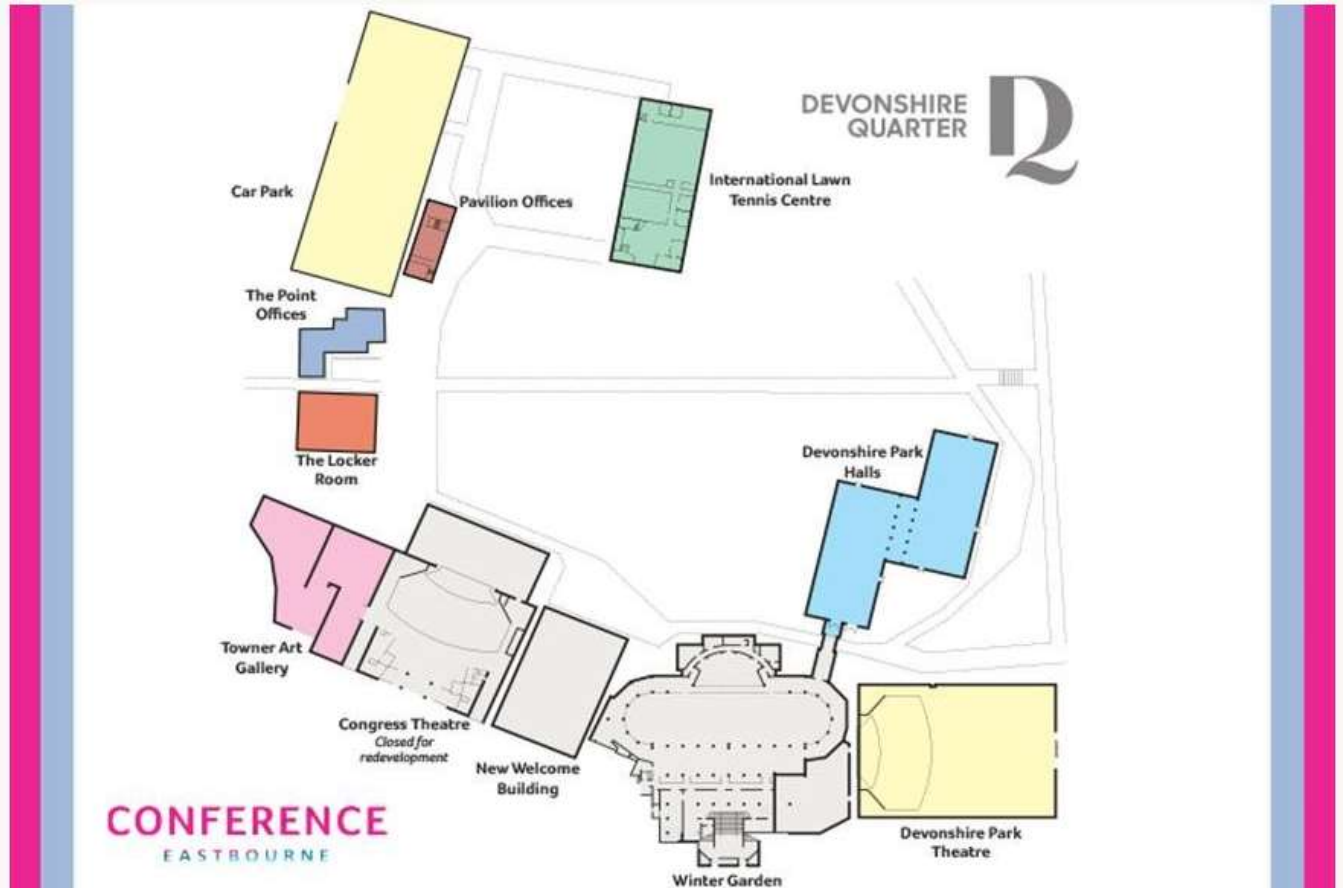 DEVONSHIRE
QUARTER
DQ
Car Park
Pavilion Offices
International Lawn
Tennis Centre
The Point
Offices
The Locker
Room
Devonshire Park
Halls
Towner Art
Gallery
Congress Theatre
Closed for
redevelopment
New Welcome
Building
Winter Garden
Devonshire Park
Theatre
CONFERENCE
EASTBOURNE